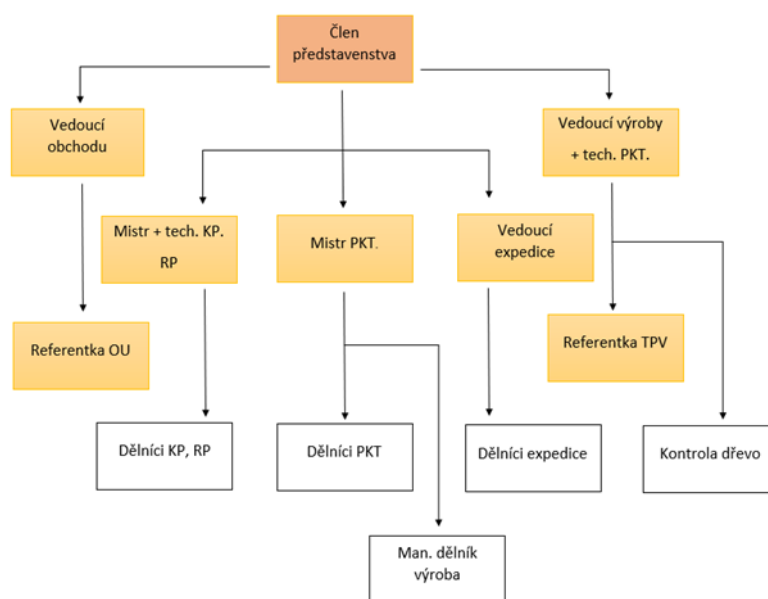 Člen
představenstva
Vedoucí
obchodu
Vedoucí výroby
+ tech. PKT.
Mistr + tech. KP.
RP
Mistr PKT.
Vedoucí
expedice
Referentka OU
Referentka TPV
Dělníci KP, RP
Dělníci PKT
Dělníci expedice
Kontrola dřevo
Man. dělník
výroba